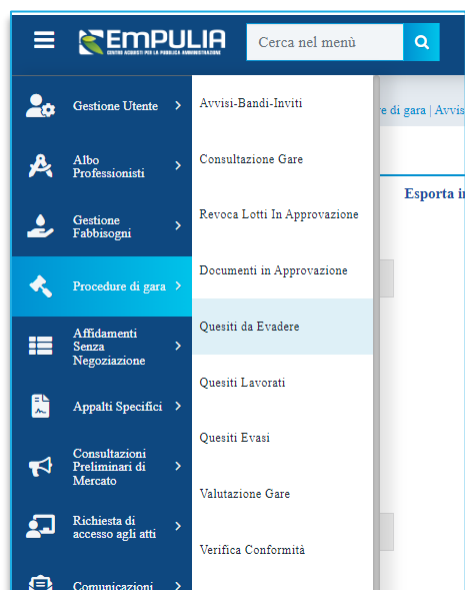 EMPULIA
CENTRO ACQUISTI PER LA PUBBLICA AMMINISTRAZIONE
Cerca nel menù
Gestione Utente
Albo
Professionisti
Gestione
Fabbisogni
Procedure di gara
Affidamenti
Senza
Negoziazione
Appalti Specifici
Consultazioni
Preliminari di
Mercato
Richiesta di
accesso agli atti
Comunicazioni
Avvisi-Bandi-Inviti
Consultazione Gare
Revoca Lotti In Approvazione
Documenti in Approvazione
Quesiti da Evadere
Quesiti Lavorati
Quesiti Evasi
Valutazione Gare
Verifica Conformità
re di gara | Avvis
Esporta in